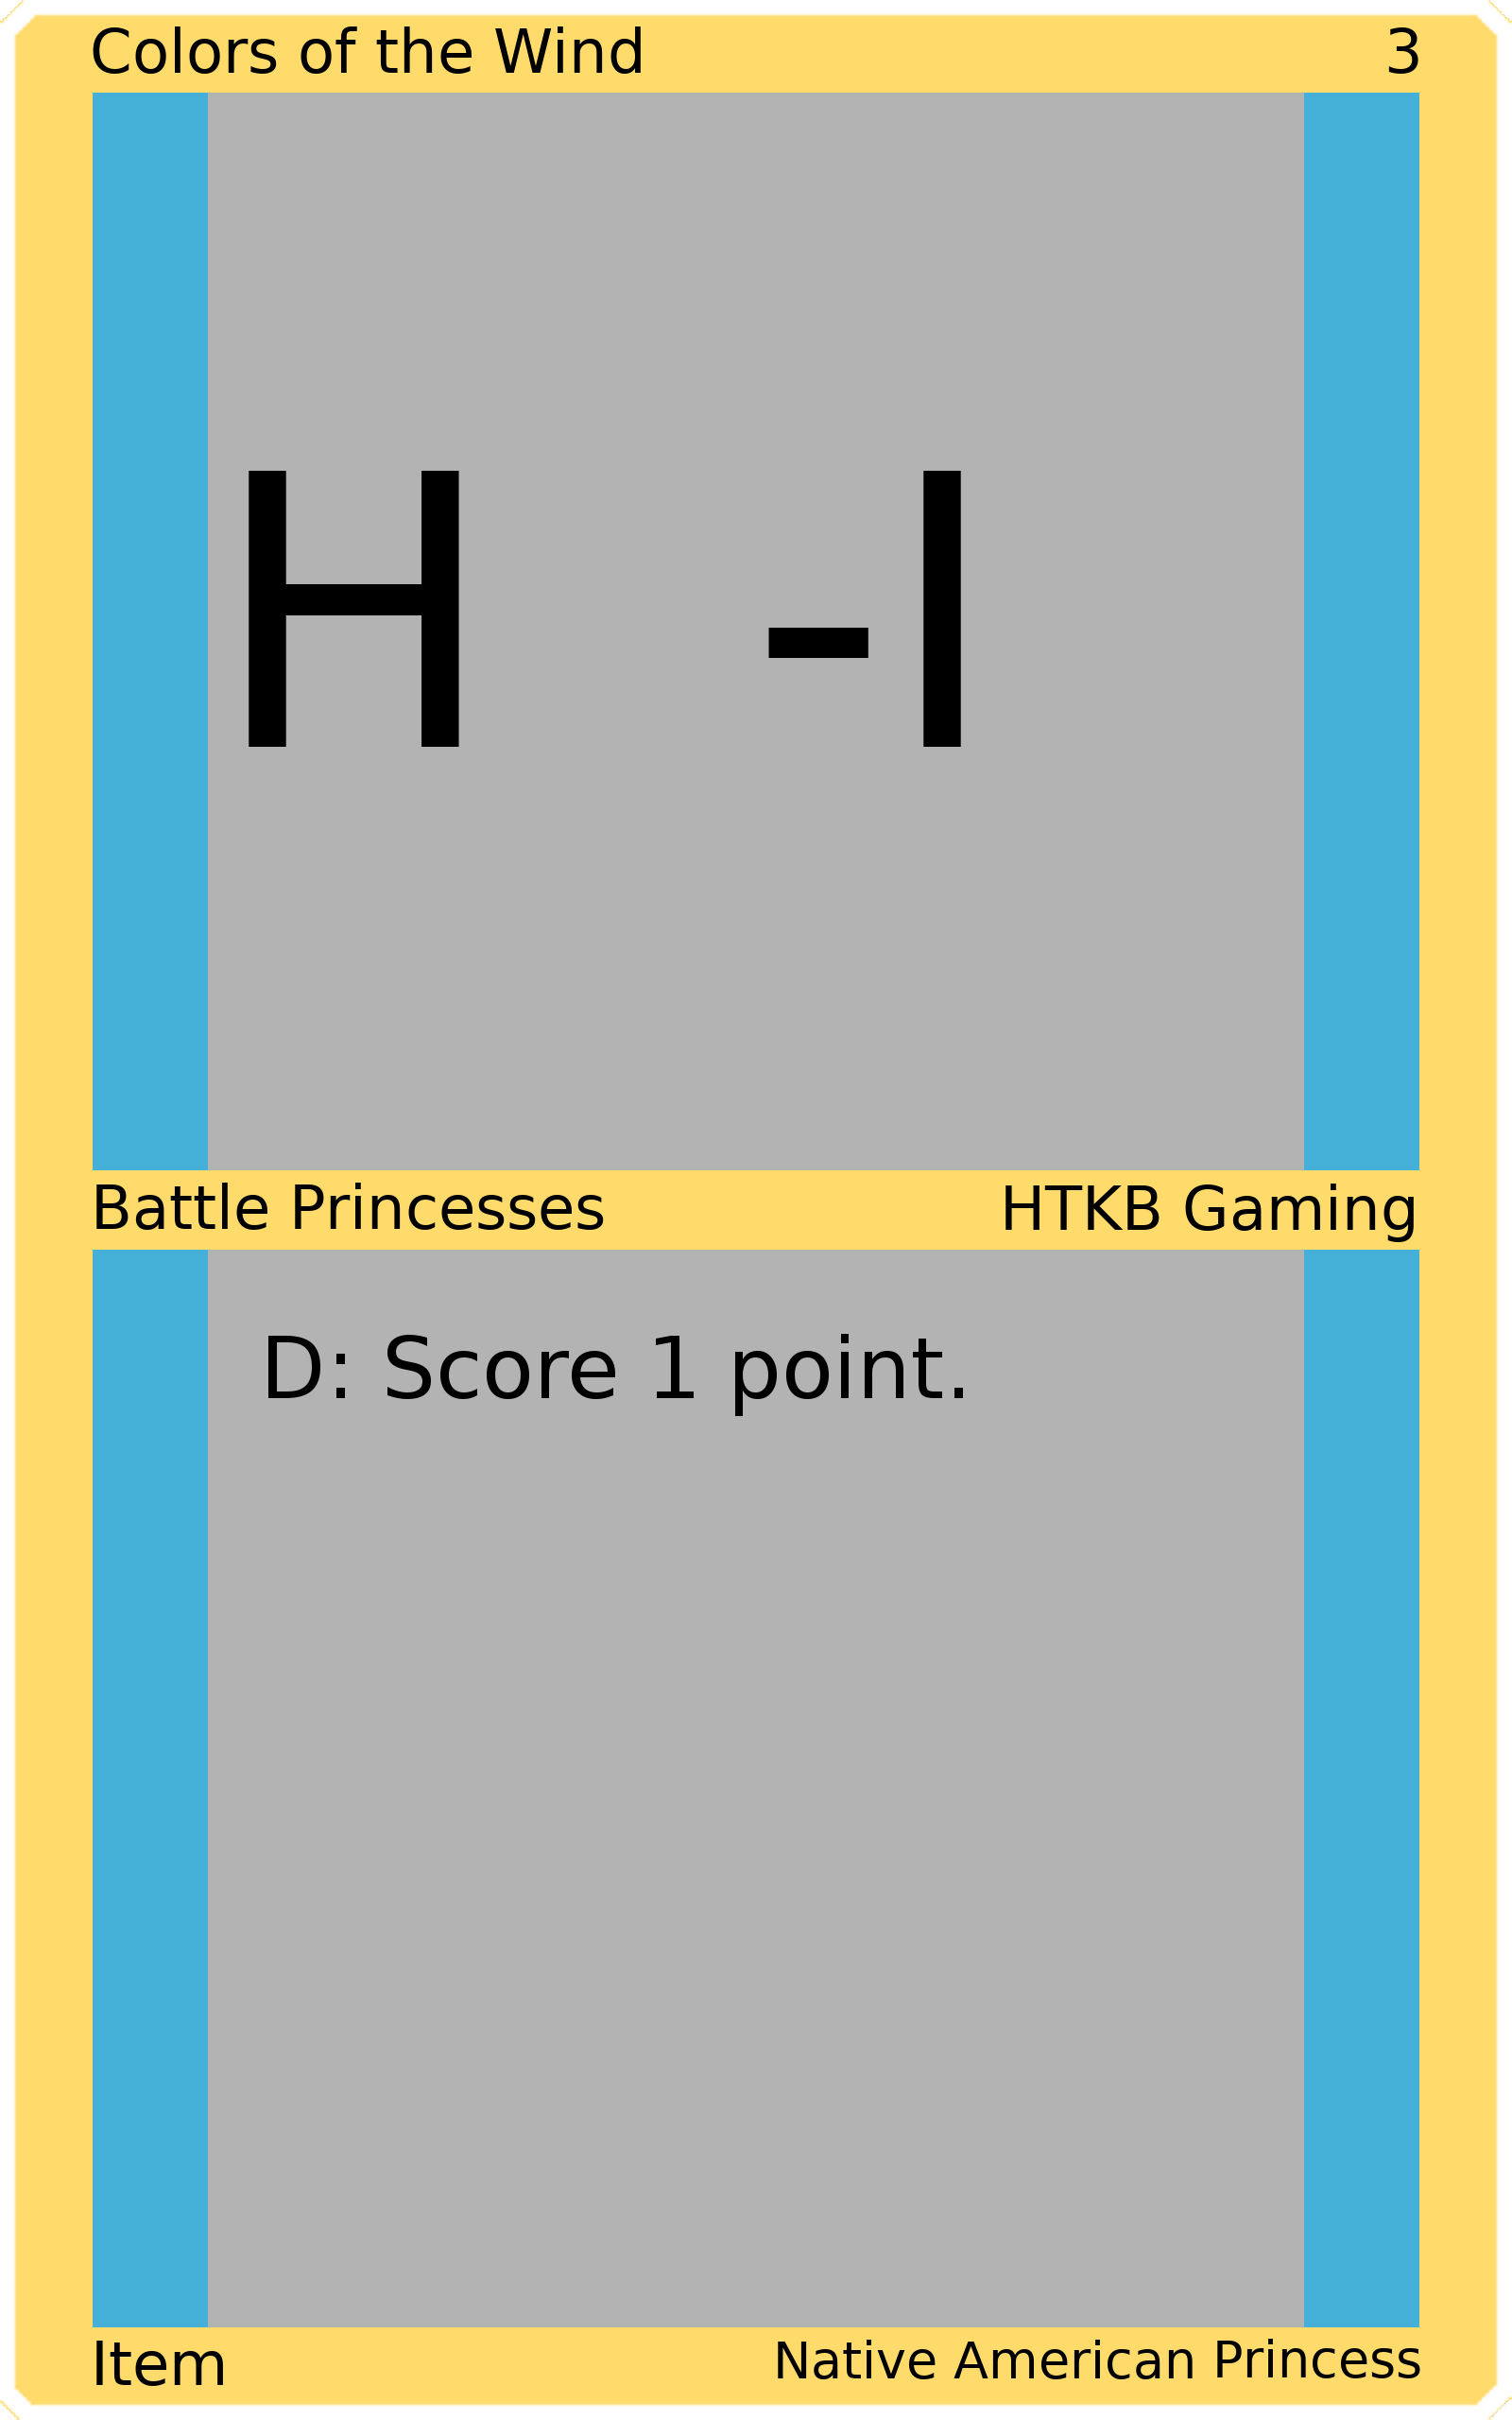 Colors of the Wind 3
H -I
Battle Princesses HTKB Gaming
D: Score 1 point.
Item Native American Princess